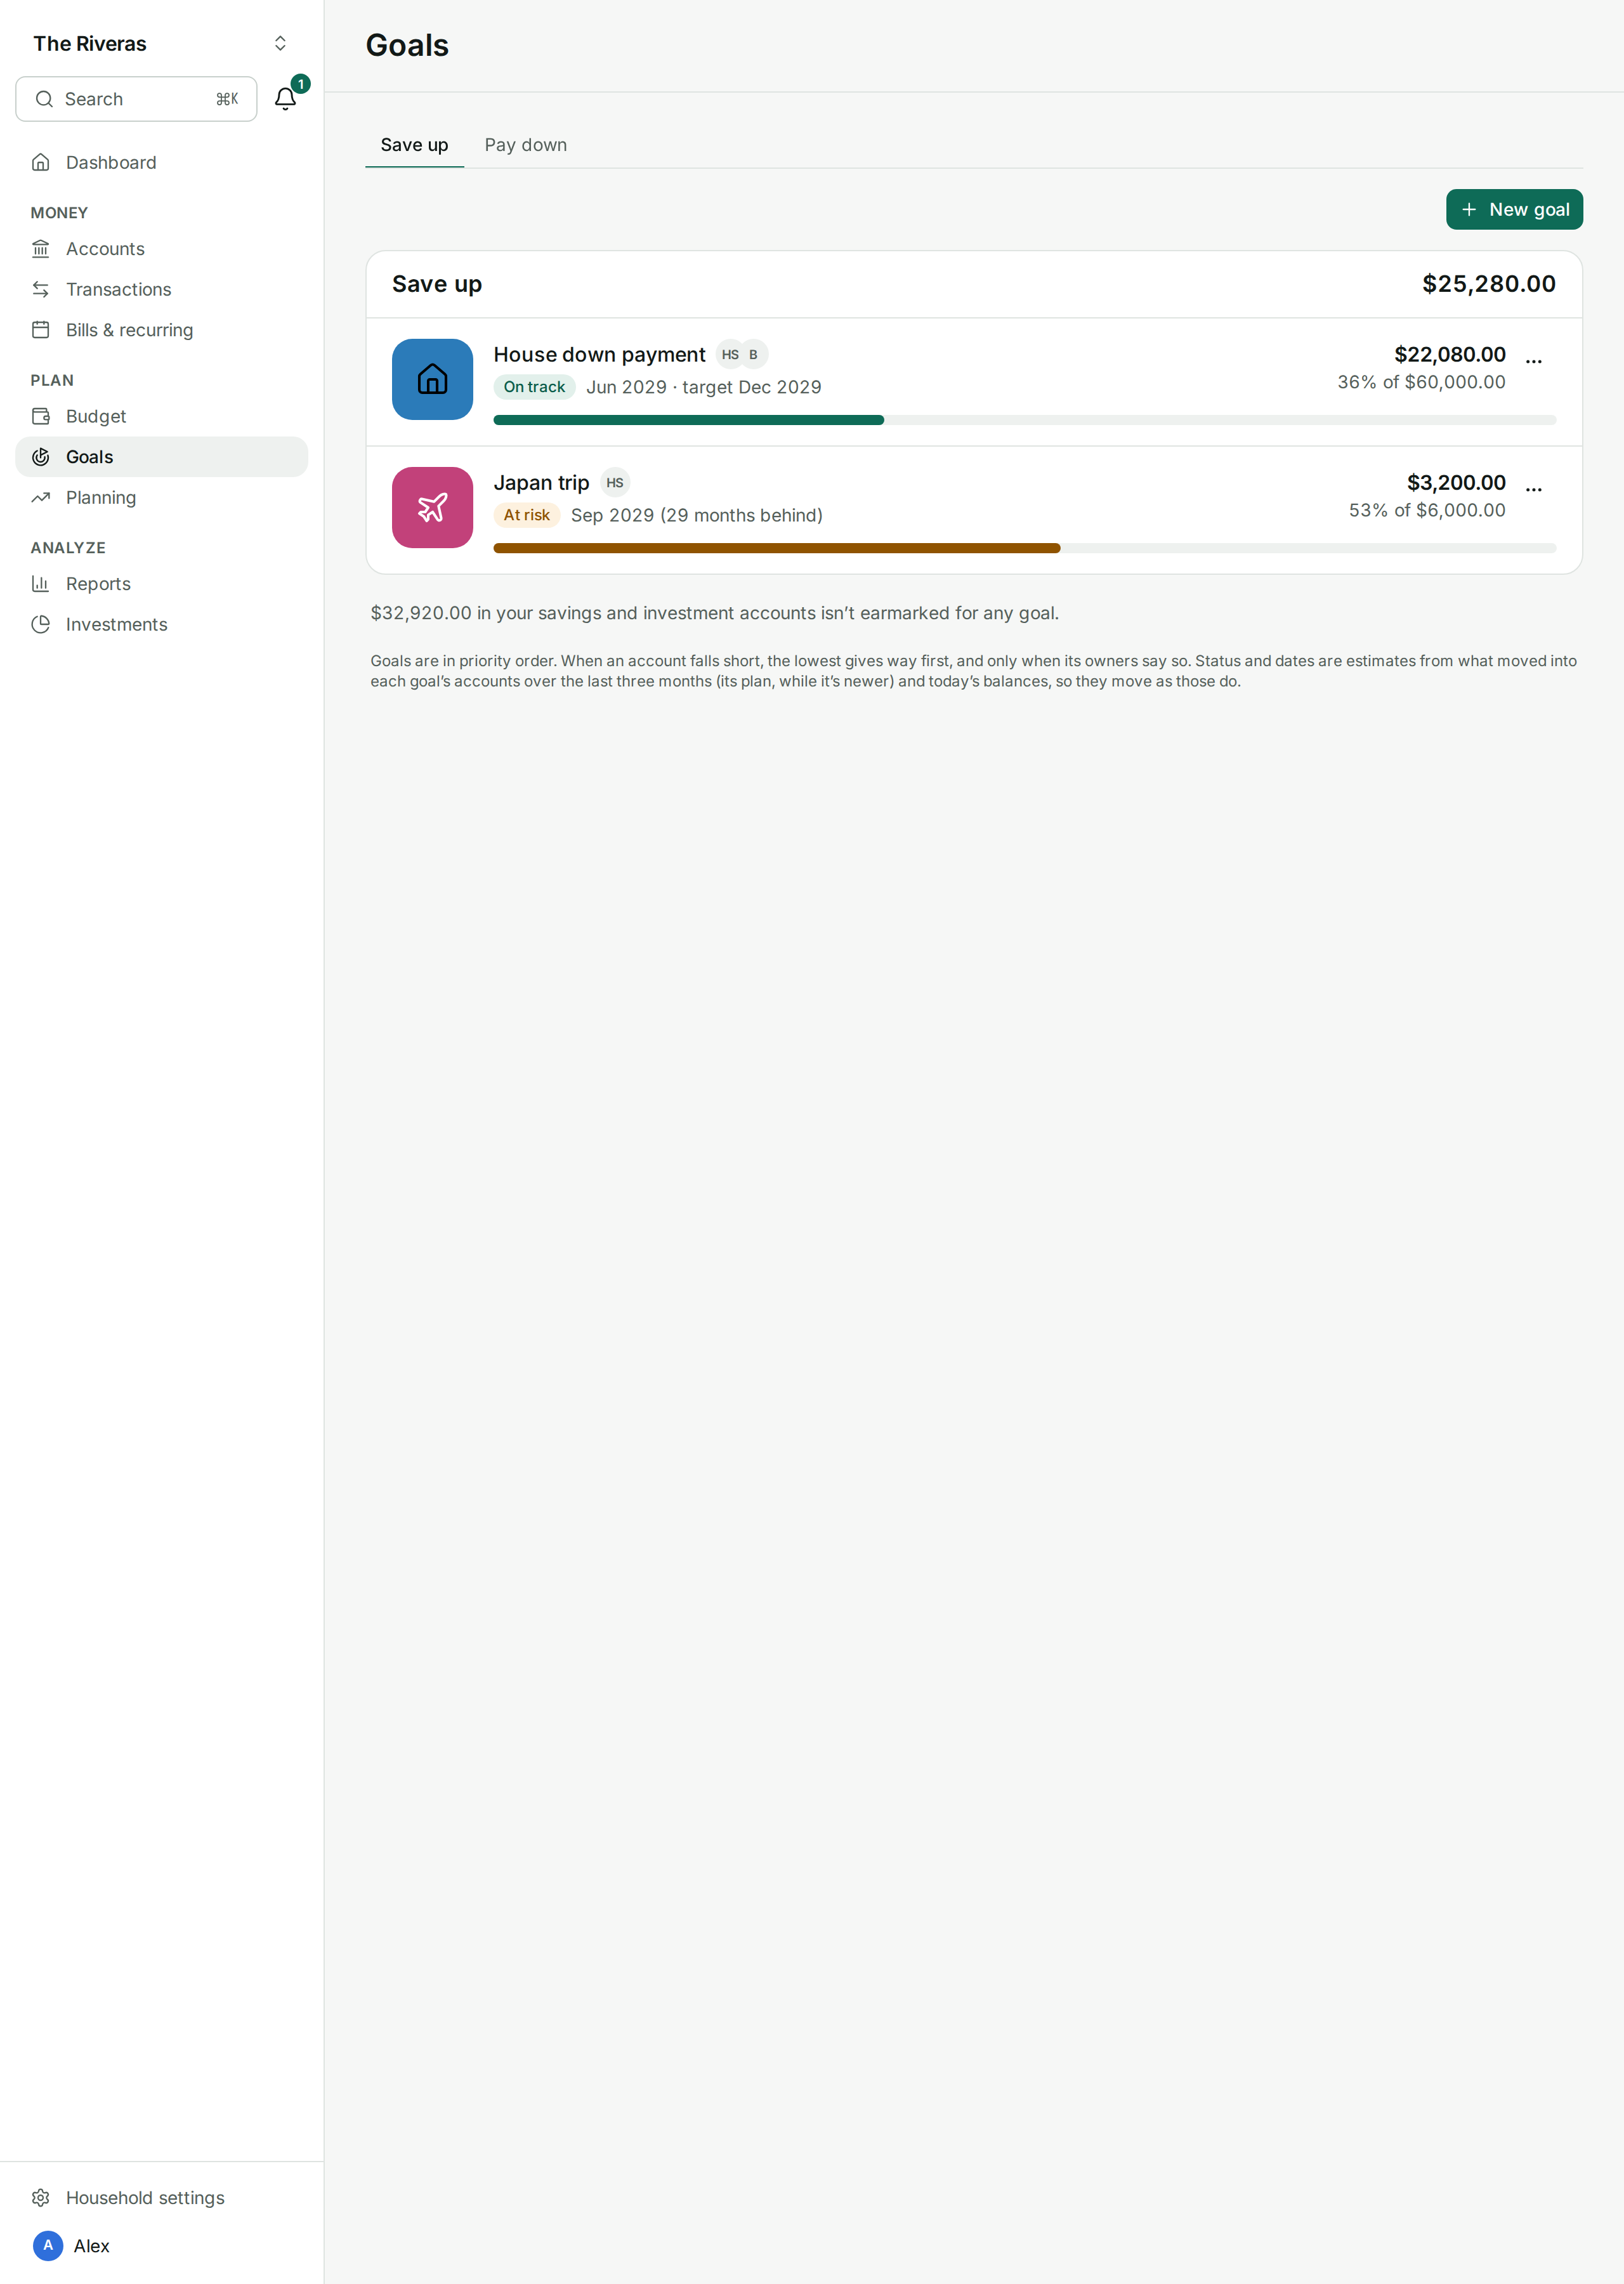 The Riveras
Search ⌘K
1
Dashboard
MONEY
Accounts
Transactions
Bills & recurring
PLAN
Budget
Goals
Planning
ANALYZE
Reports
Investments
Household settings
A Alex
Goals
Save up Pay down
+ New goal
Save up $25,280.00
House down payment HS B $22,080.00 ...
On track Jun 2029 · target Dec 2029 36% of $60,000.00
Japan trip HS $3,200.00 ...
At risk Sep 2029 (29 months behind) 53% of $6,000.00
$32,920.00 in your savings and investment accounts isn’t earmarked for any goal.
Goals are in priority order. When an account falls short, the lowest gives way first, and only when its owners say so. Status and dates are estimates from what moved into
each goal’s accounts over the last three months (its plan, while it’s newer) and today’s balances, so they move as those do.